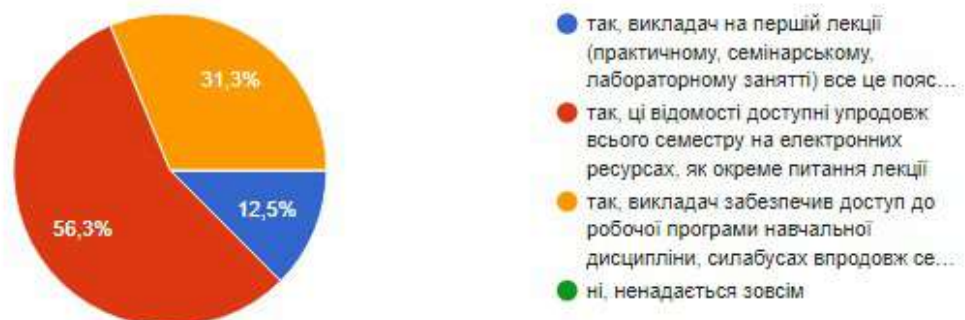 31,3%
12,5%
56,3%
так, викладач на першій лекції
(практичному, семінарському,
лабораторному занятті) все це пояс…
так, ці відомості доступні упродовж
всього семестру на електронних
ресурсах, як окреме питання лекції
так, викладач забезпечив доступ до
робочої програми навчальної
дисципліни, силабусах впродовж се…
ні, ненадається зовсім